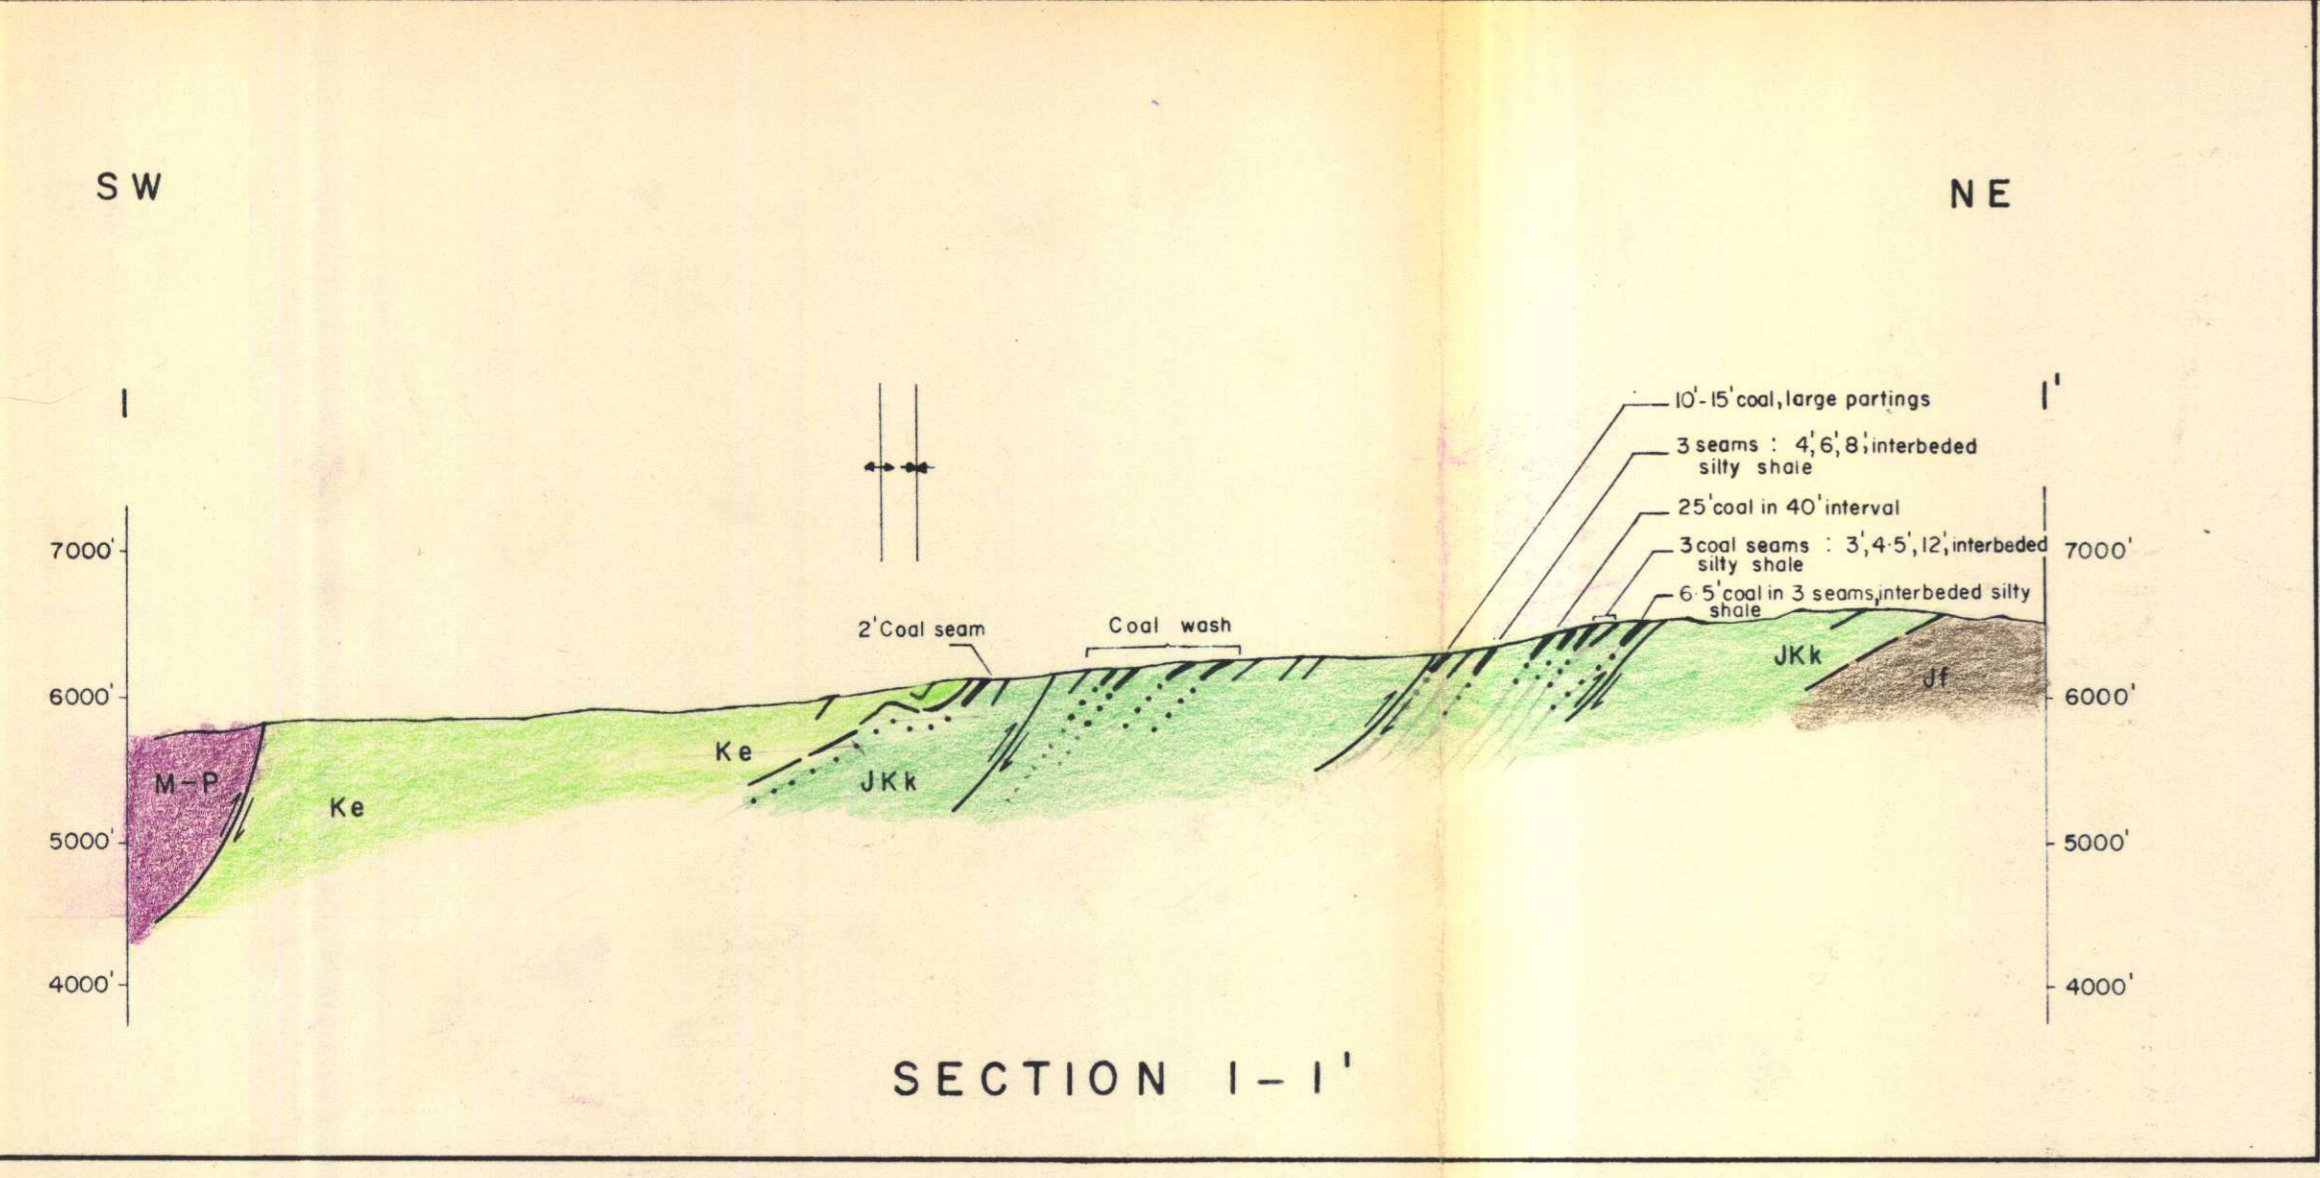 SW
NE
I
I'
10'-15' coal, large partings
3 seams : 4', 6', 8', interbeded
silty shale
25' coal in 40' interval
3 coal seams : 3', 4·5', 12', interbeded
silty shale
6·5' coal in 3 seams, interbeded silty
shale
7000'
7000'
2' Coal seam
Coal wash
6000'
6000'
JKk
Jf
Ke
JKk
M-P
Ke
5000'
5000'
4000'
4000'
SECTION I-I'